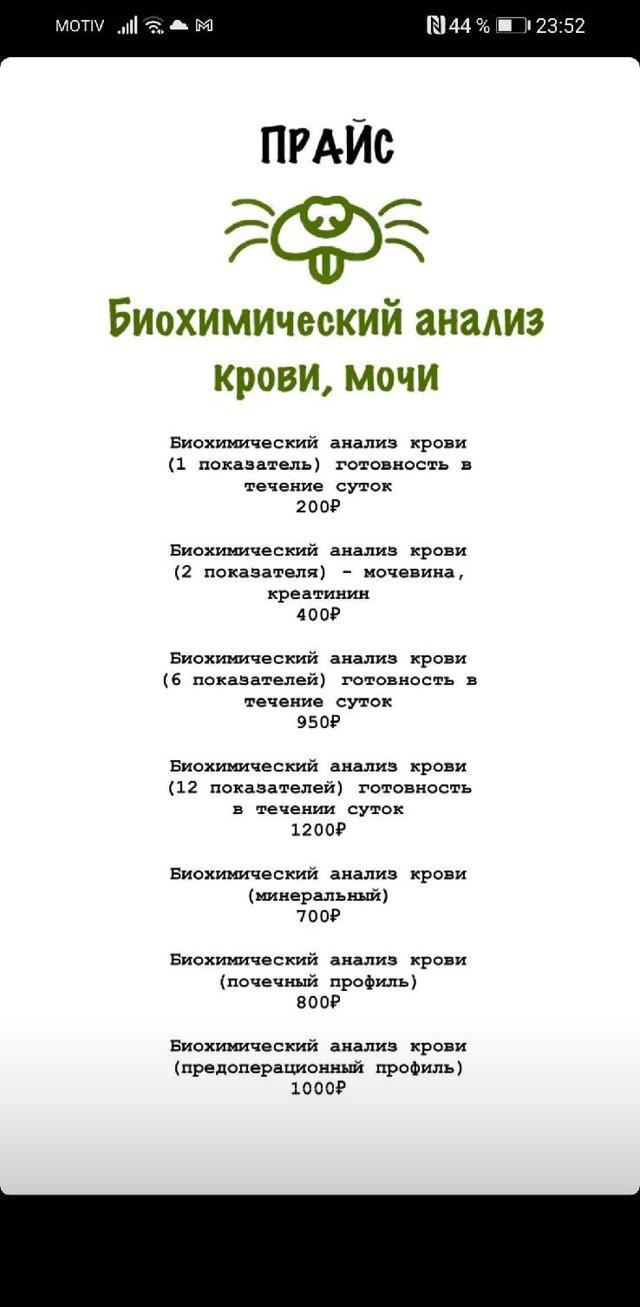 MOTIV 44 % 23:52
ПРАЙС
Биохимический анализ
крови, мочи
Биохимический анализ крови
(1 показатель) готовность в
течение суток
200₽
Биохимический анализ крови
(2 показателя) - мочевина,
креатинин
400₽
Биохимический анализ крови
(6 показателей) готовность в
течение суток
950₽
Биохимический анализ крови
(12 показателей) готовность
в течении суток
1200₽
Биохимический анализ крови
(минеральный)
700₽
Биохимический анализ крови
(почечный профиль)
800₽
Биохимический анализ крови
(предоперационный профиль)
1000₽